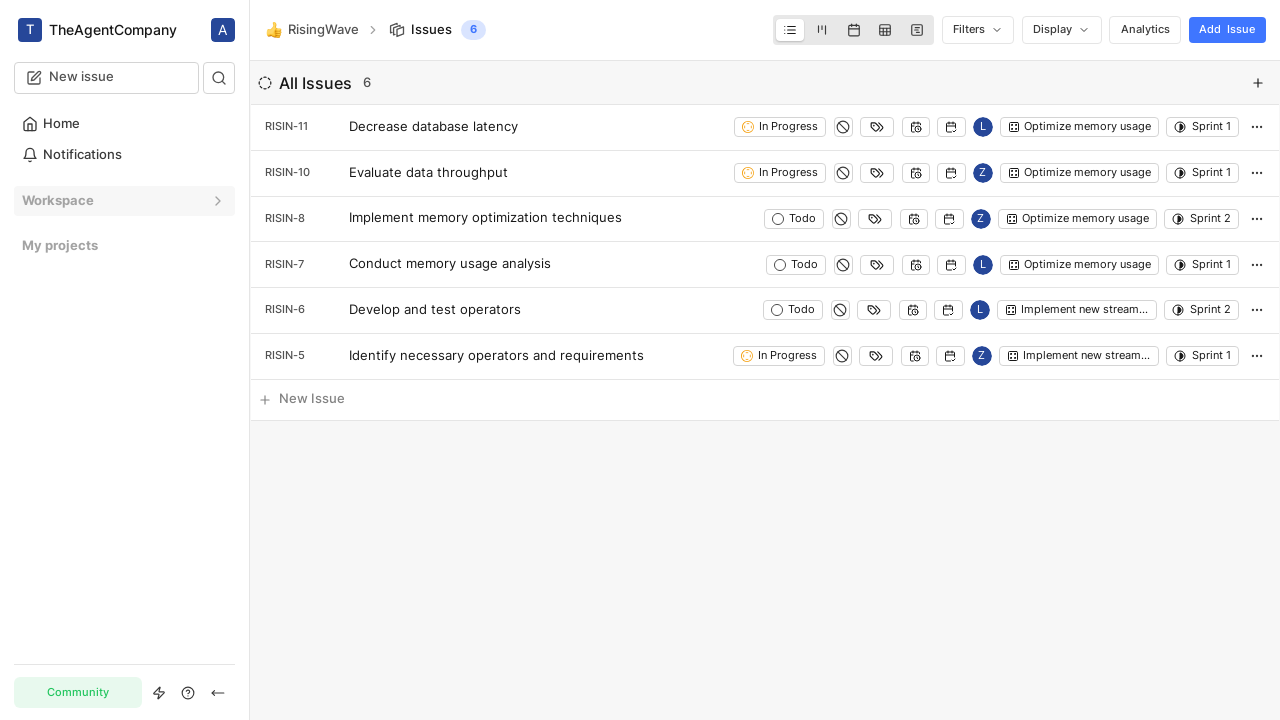 T TheAgentCompany A
New issue
Home
Notifications
Workspace
My projects
Community
RisingWave Issues 6
Filters Display Analytics Add Issue
All Issues 6
RISIN-11 Decrease database latency In Progress L Optimize memory usage Sprint 1
RISIN-10 Evaluate data throughput In Progress Z Optimize memory usage Sprint 1
RISIN-8 Implement memory optimization techniques Todo Z Optimize memory usage Sprint 2
RISIN-7 Conduct memory usage analysis Todo L Optimize memory usage Sprint 1
RISIN-6 Develop and test operators Todo L Implement new stream... Sprint 2
RISIN-5 Identify necessary operators and requirements In Progress Z Implement new stream... Sprint 1
New Issue